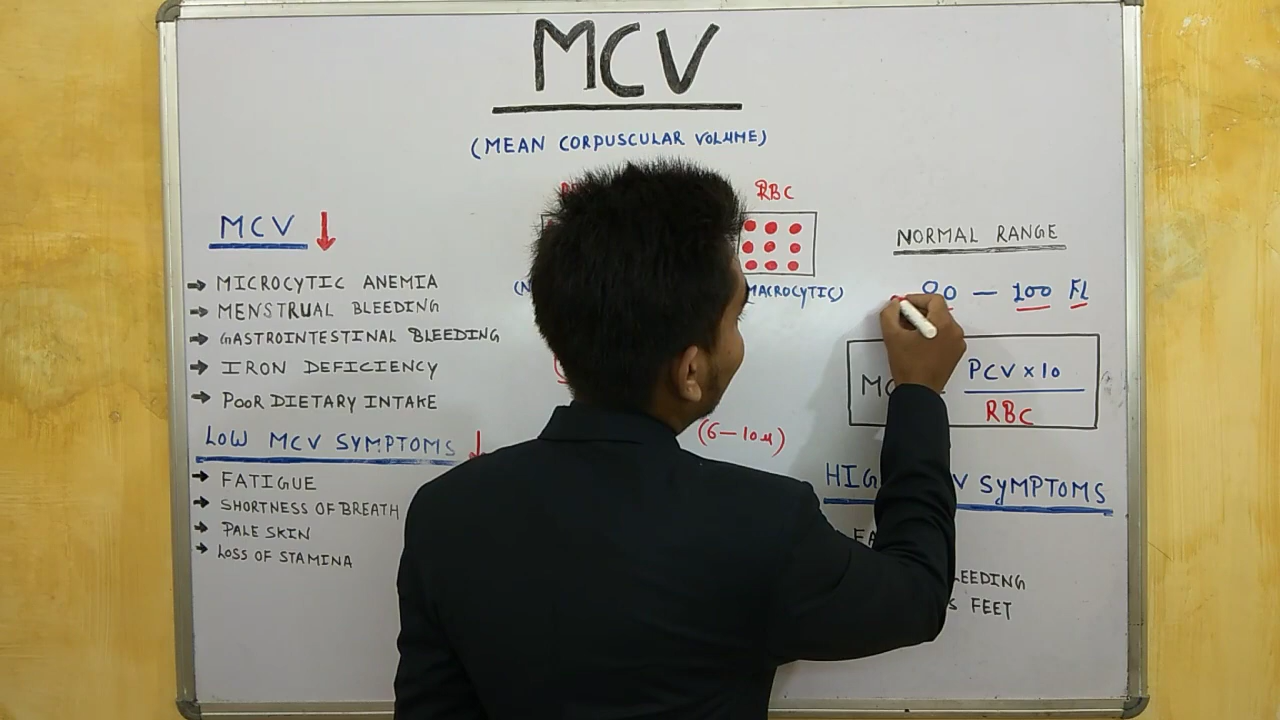 MCV
(MEAN CORPUSCULAR VOLUME)
MCV
MICROCYTIC ANEMIA
MENSTRUAL BLEEDING
GASTROINTESTINAL BLEEDING
IRON DEFICIENCY
POOR DIETARY INTAKE
LOW MCV SYMPTOMS
FATIGUE
SHORTNESS OF BREATH
PALE SKIN
LOSS OF STAMINA
RBC
MACROCYTIC)
(6-10μ)
NORMAL RANGE
80 - 100 FL
PCV x 10
RBC
SYMPTOMS
FEET